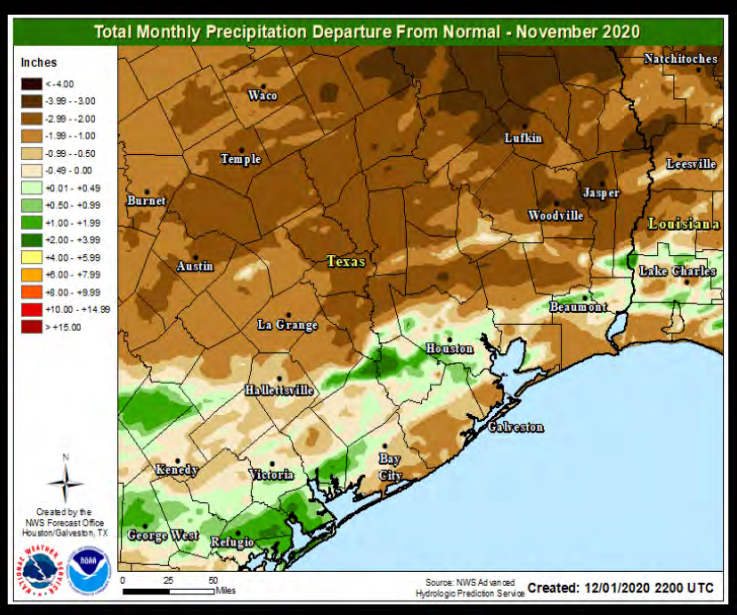 Total Monthly Precipitation Departure From Normal - November 2020
Inches
< -4.00
-3.99 - -3.00
-2.99 - -2.00
-1.99 - -1.00
-0.99 - -0.50
-0.49 - 0.00
+0.01 - +0.49
+0.50 - +0.99
+1.00 - +1.99
+2.00 - +3.99
+4.00 - +5.99
+6.00 - +7.99
+8.00 - +9.99
+10.00 - +14.99
> +15.00
Natchitoches
Waco
Lufkin
Temple
Leesville
Burnet
Jasper
Woodville
Louisiana
Austin
Texas
Lake Charles
Beaumont
La Grange
Houston
Hallettsville
Galveston
Kenedy
Victoria
Bay
City
George West
Refugio
N
Created by the
NWS Forecast Office
Houston/Galveston, TX
NATIONAL WEATHER SERVICE
NOAA
0 25 50
Miles
Source: NWS Advanced
Hydrologic Prediction Service
Created: 12/01/2020 2200 UTC